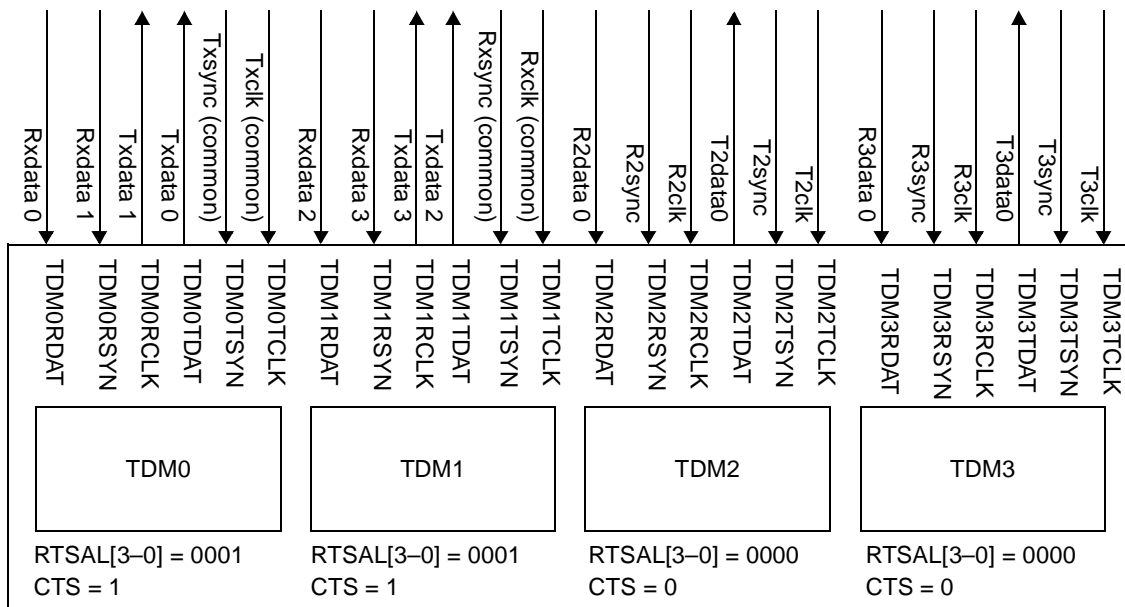 Rxdata 0
Rxdata 1
Txdata 1
Txdata 0
Txsync (common)
Txclk (common)
Rxdata 2
Rxdata 3
Txdata 3
Txdata 2
Rxsync (common)
Rxclk (common)
R2data 0
R2sync
R2clk
T2data0
T2sync
T2clk
R3data 0
R3sync
R3clk
T3data0
T3sync
T3clk
TDM0RDAT
TDM0RSYN
TDM0RCLK
TDM0TDAT
TDM0TSYN
TDM0TCLK
TDM1RDAT
TDM1RSYN
TDM1RCLK
TDM1TDAT
TDM1TSYN
TDM1TCLK
TDM2RDAT
TDM2RSYN
TDM2RCLK
TDM2TDAT
TDM2TSYN
TDM2TCLK
TDM3RDAT
TDM3RSYN
TDM3RCLK
TDM3TDAT
TDM3TSYN
TDM3TCLK
TDM0
TDM1
TDM2
TDM3
RTSAL[3–0] = 0001
CTS = 1
RTSAL[3–0] = 0001
CTS = 1
RTSAL[3–0] = 0000
CTS = 0
RTSAL[3–0] = 0000
CTS = 0